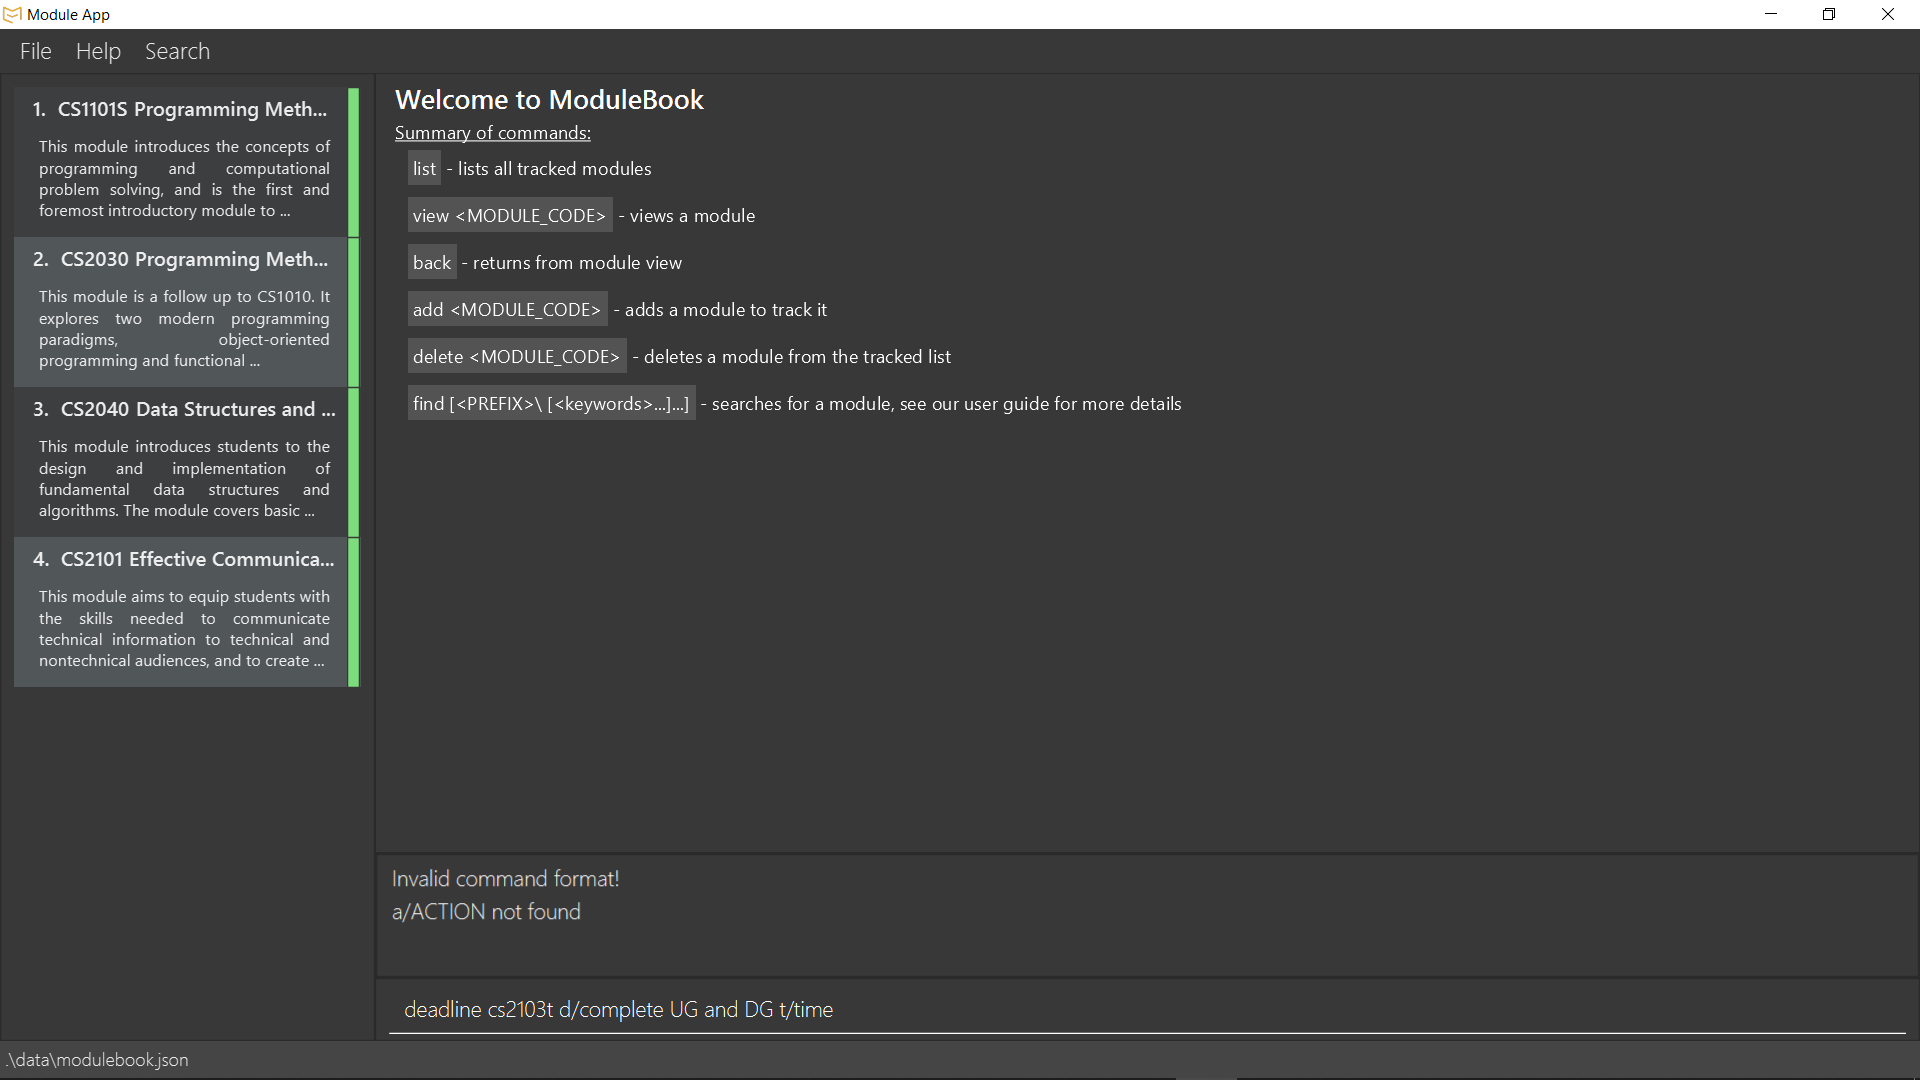 Module App
File Help Search
1. CS1101S Programming Meth...
This module introduces the concepts of
programming and computational
problem solving, and is the first and
foremost introductory module to ...
2. CS2030 Programming Meth...
This module is a follow up to CS1010. It
explores two modern programming
paradigms, object-oriented
programming and functional ...
3. CS2040 Data Structures and ...
This module introduces students to the
design and implementation of
fundamental data structures and
algorithms. The module covers basic ...
4. CS2101 Effective Communica...
This module aims to equip students with
the skills needed to communicate
technical information to technical and
nontechnical audiences, and to create ...
Welcome to ModuleBook
Summary of commands:
list - lists all tracked modules
view <MODULE_CODE> - views a module
back - returns from module view
add <MODULE_CODE> - adds a module to track it
delete <MODULE_CODE> - deletes a module from the tracked list
find [<PREFIX>\ [<keywords>...]...] - searches for a module, see our user guide for more details
Invalid command format!
a/ACTION not found
deadline cs2103t d/complete UG and DG t/time
.\data\modulebook.json